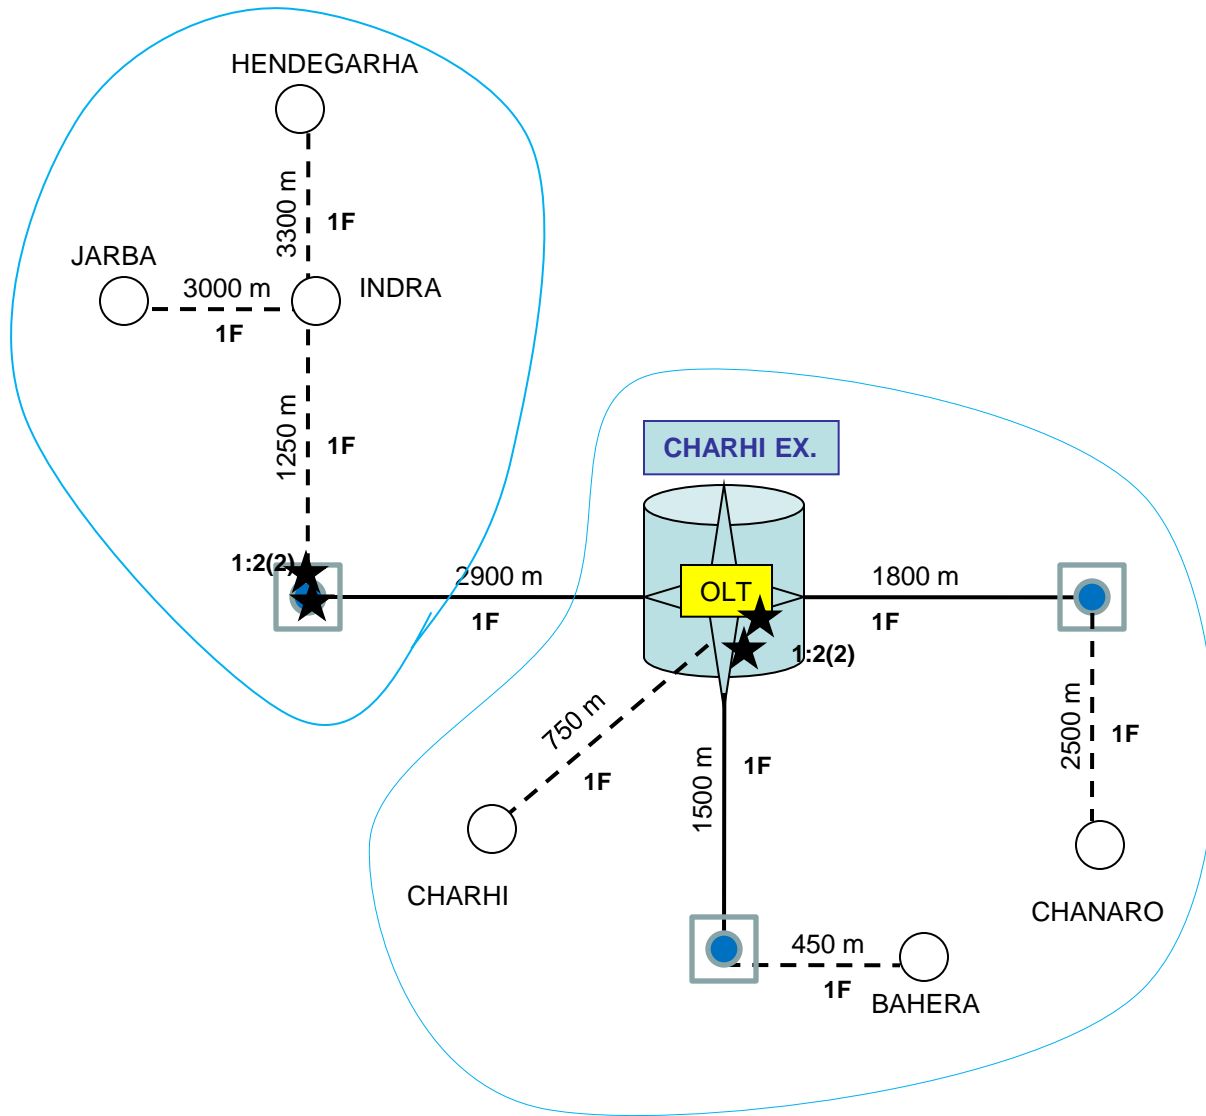 HENDEGARHA
3300 m
1F
JARBA
3000 m
INDRA
1F
1250 m
1F
CHARHI EX.
1:2(2)
2900 m
OLT
1800 m
1F
1F
1:2(2)
750 m
1F
1500 m
1F
2500 m
1F
CHARHI
CHANARO
450 m
1F
BAHERA